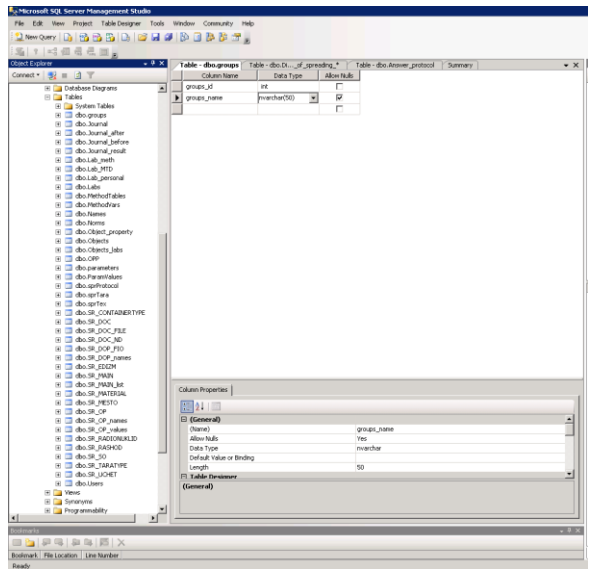 Microsoft SQL Server Management Studio
File Edit View Project Table Designer Tools Window Community Help
New Query
Object Explorer
Connect
Database Diagrams
Tables
System Tables
dbo.groups
dbo.Journal
dbo.Journal_after
dbo.Journal_before
dbo.Journal_result
dbo.Lab_meth
dbo.Lab_MTD
dbo.Lab_personal
dbo.Labs
dbo.MethodTables
dbo.MethodVars
dbo.Names
dbo.Norms
dbo.Object_property
dbo.Objects
dbo.Objects_labs
dbo.OPP
dbo.parameters
dbo.ParamValues
dbo.sprProtocol
dbo.sprTara
dbo.sprTex
dbo.SR_CONTAINERTYPE
dbo.SR_DOC
dbo.SR_DOC_FILE
dbo.SR_DOC_ND
dbo.SR_DOP_PIO
dbo.SR_DOP_names
dbo.SR_EDIZM
dbo.SR_MAIN
dbo.SR_MAIN_lst
dbo.SR_MATERIAL
dbo.SR_MESTO
dbo.SR_OP
dbo.SR_OP_names
dbo.SR_OP_values
dbo.SR_RADIONUKLID
dbo.SR_RASHOD
dbo.SR_SO
dbo.SR_TARATYPE
dbo.SR_UCHET
dbo.Users
Views
Synonyms
Programmability
Table - dbo.groups Table - dbo.Di..._of_spreading_* Table - dbo.Answer_protocol Summary
Column Name Data Type Allow Nulls
groups_id int
groups_name nvarchar(50)
Column Properties
(General)
(Name) groups_name
Allow Nulls Yes
Data Type nvarchar
Default Value or Binding
Length 50
Table Designer
(General)
Bookmarks
Bookmark File Location Line Number
Ready